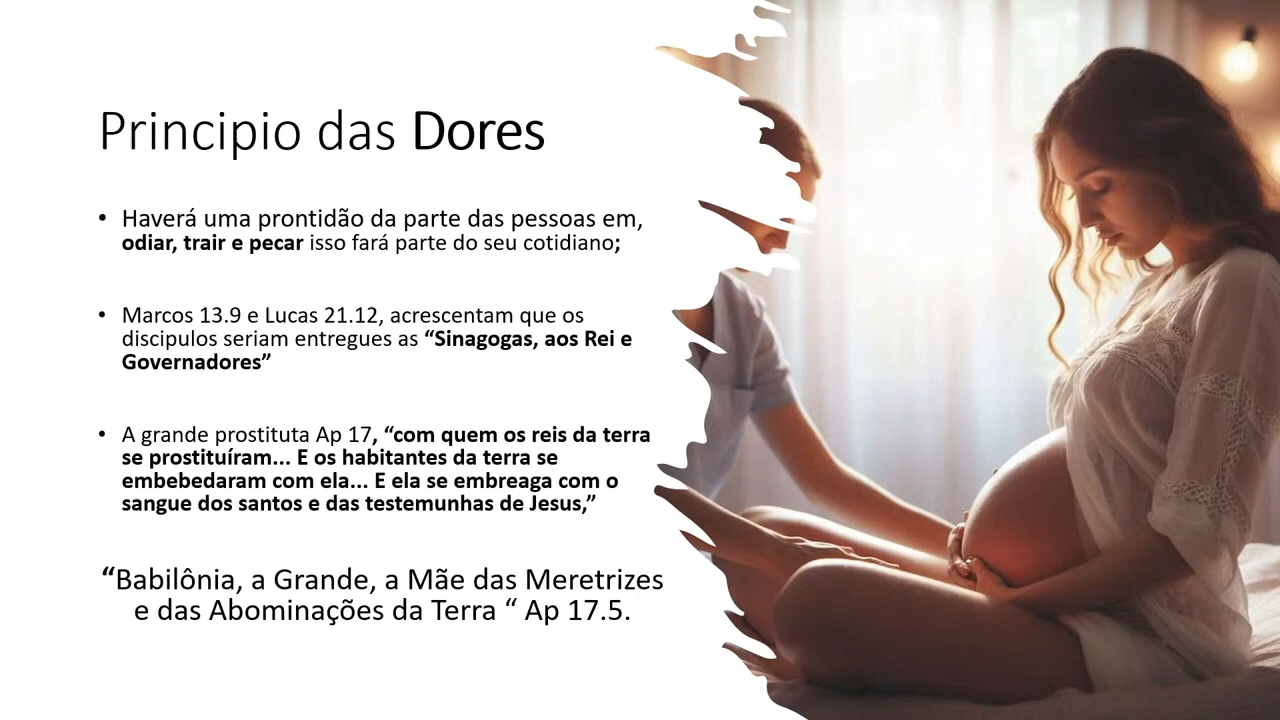 Principio das Dores
• Haverá uma prontidão da parte das pessoas em,
odiar, trair e pecar isso fará parte do seu cotidiano;
• Marcos 13.9 e Lucas 21.12, acrescentam que os
discipulos seriam entregues as “Sinagogas, aos Rei e
Governadores”
• A grande prostituta Ap 17, “com quem os reis da terra
se prostituíram... E os habitantes da terra se
embebedaram com ela... E ela se embreaga com o
sangue dos santos e das testemunhas de Jesus,”
“Babilônia, a Grande, a Mãe das Meretrizes
e das Abominações da Terra “ Ap 17.5.